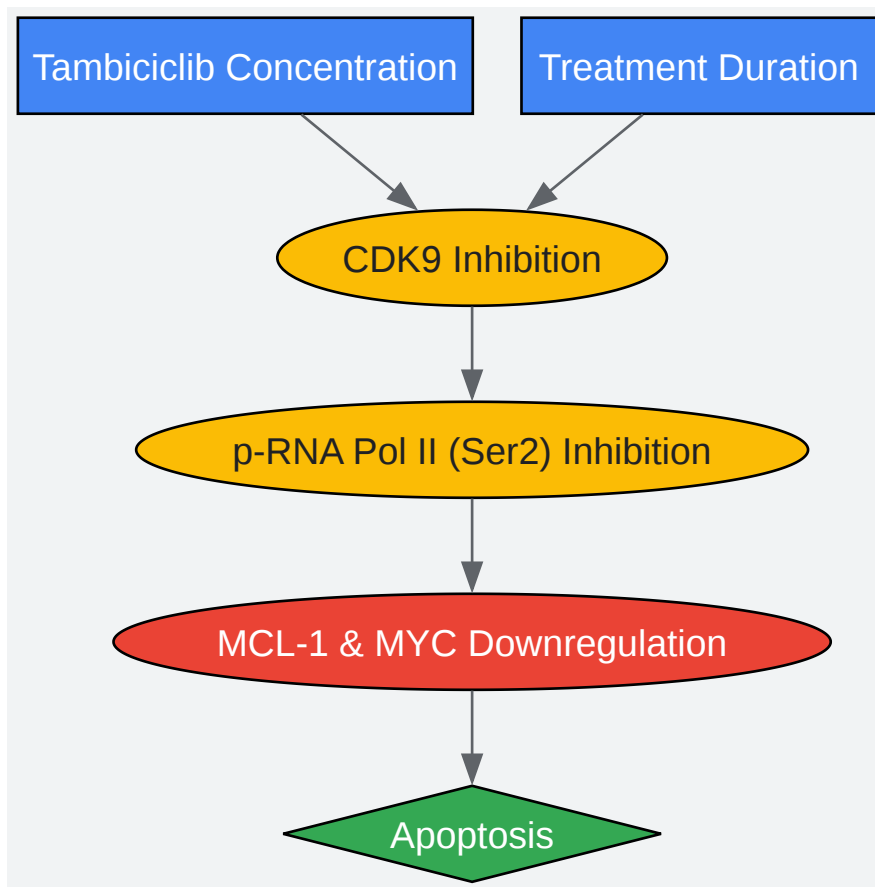 Tambiciclib Concentration
Treatment Duration
CDK9 Inhibition
p-RNA Pol II (Ser2) Inhibition
MCL-1 & MYC Downregulation
Apoptosis